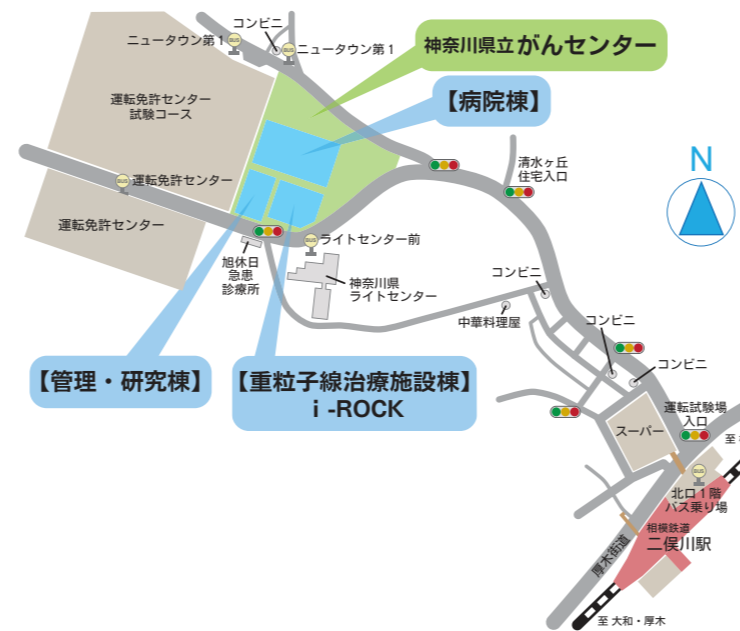 コンビニ
ニュータウン第1
BUS
BUS
ニュータウン第1
神奈川県立がんセンター
【病院棟】
運転免許センター
試験コース
清水ヶ丘
住宅入口
N
BUS
運転免許センター
運転免許センター
BUS
ライトセンター前
旭休日
急患
診療所
神奈川県
ライトセンター
コンビニ
中華料理屋
コンビニ
コンビニ
【管理・研究棟】
【重粒子線治療施設棟】
i-ROCK
運転試験場
入口
スーパー
至
BUS
北口1階
バス乗り場
相模鉄道
二俣川駅
厚木街道
至 大和・厚木